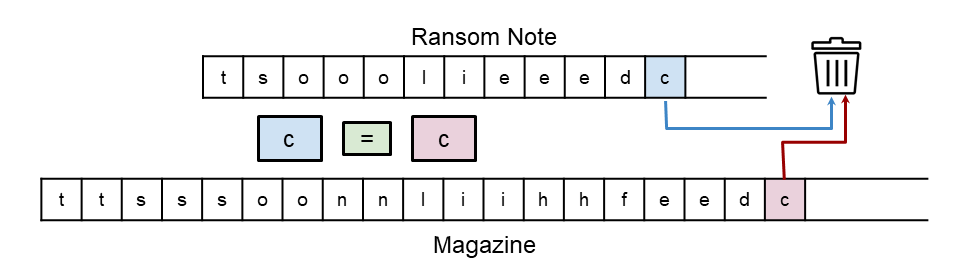 Ransom Note
t s o o o l i e e e d c
c = c
t t s s s o o n n l i i h h f e e d c
Magazine